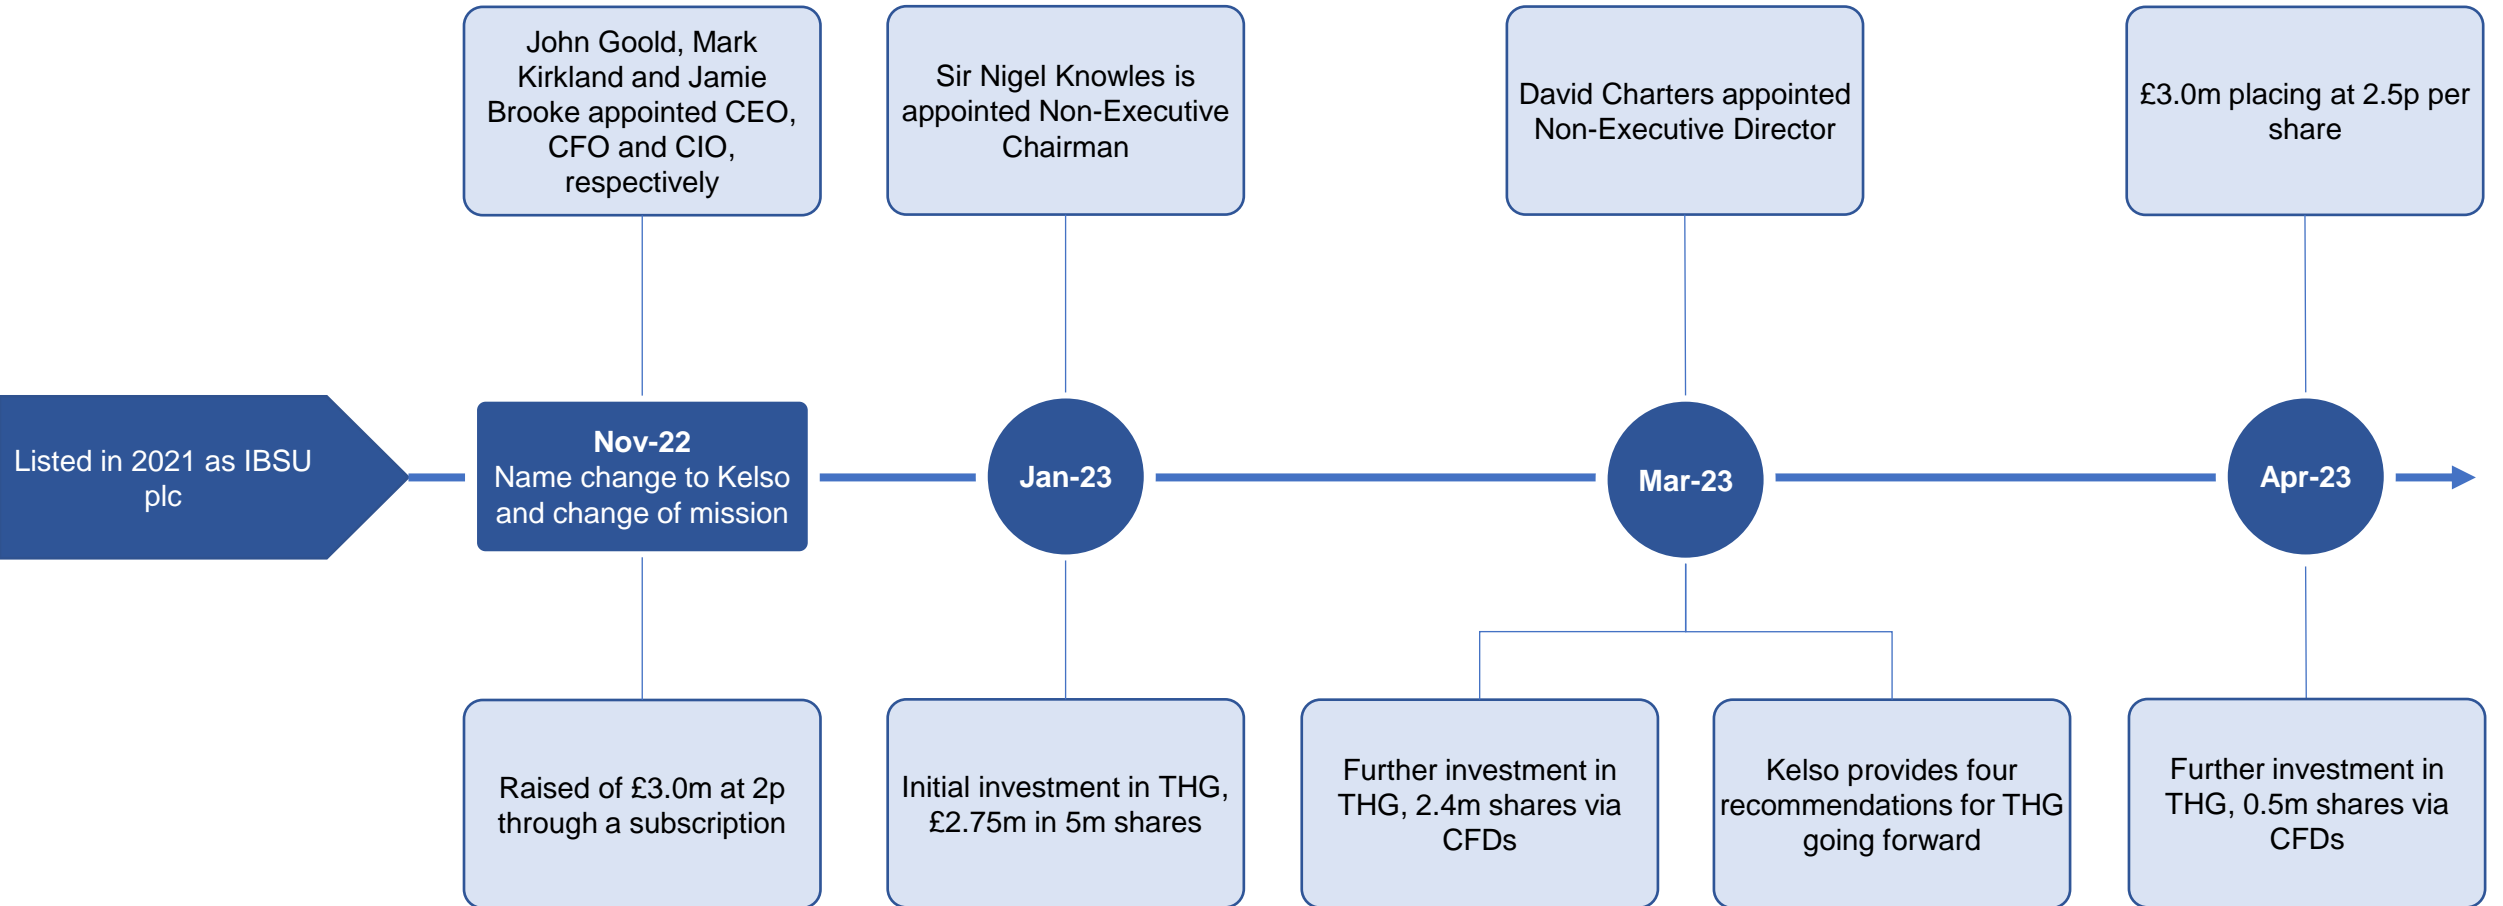 John Goold, Mark
Kirkland and Jamie
Brooke appointed CEO,
CFO and CIO,
respectively
Sir Nigel Knowles is
appointed Non-Executive
Chairman
David Charters appointed
Non-Executive Director
£3.0m placing at 2.5p per
share
Listed in 2021 as IBSU
plc
Nov-22
Name change to Kelso
and change of mission
Jan-23
Mar-23
Apr-23
Raised of £3.0m at 2p
through a subscription
Initial investment in THG,
£2.75m in 5m shares
Further investment in
THG, 2.4m shares via
CFDs
Kelso provides four
recommendations for THG
going forward
Further investment in
THG, 0.5m shares via
CFDs